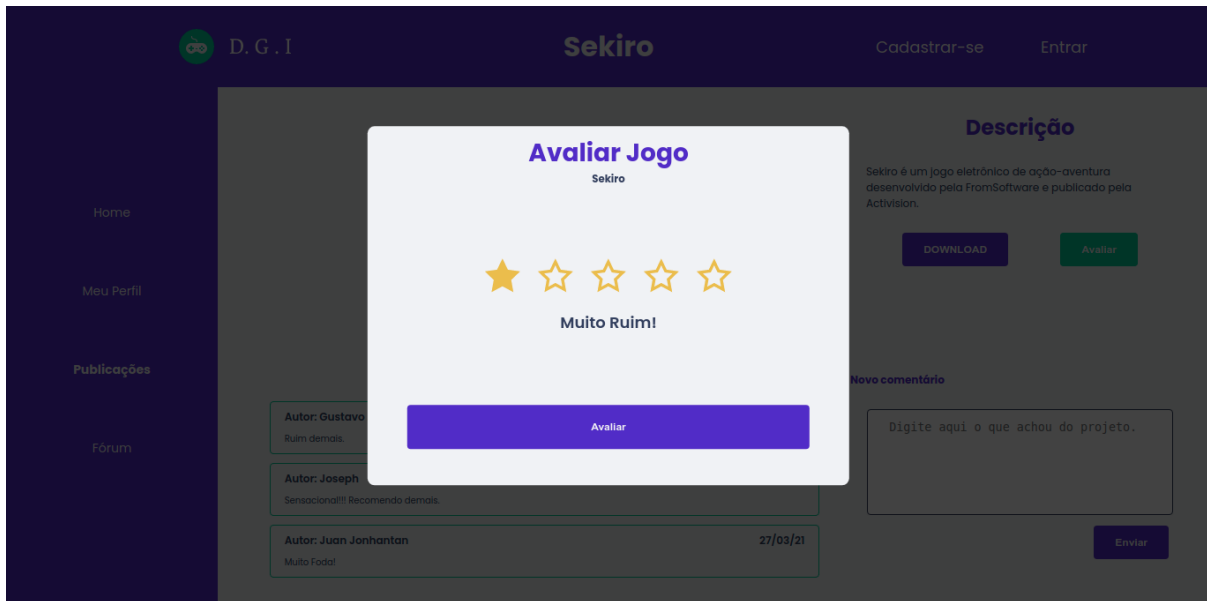 D. G . I
Sekiro
Cadastrar-se
Entrar
Home
Meu Perfil
Publicações
Fórum
Avaliar Jogo
Sekiro
Muito Ruim!
Avaliar
Descrição
Sekiro é um jogo eletrônico de ação-aventura
desenvolvido pela FromSoftware e publicado pela
Activision.
DOWNLOAD
Avaliar
Autor: Gustavo
Ruim demais.
Autor: Joseph
Sensacional!!! Recomendo demais.
Autor: Juan Jonhantan
27/03/21
Muito Foda!
Novo comentário
Digite aqui o que achou do projeto.
Enviar